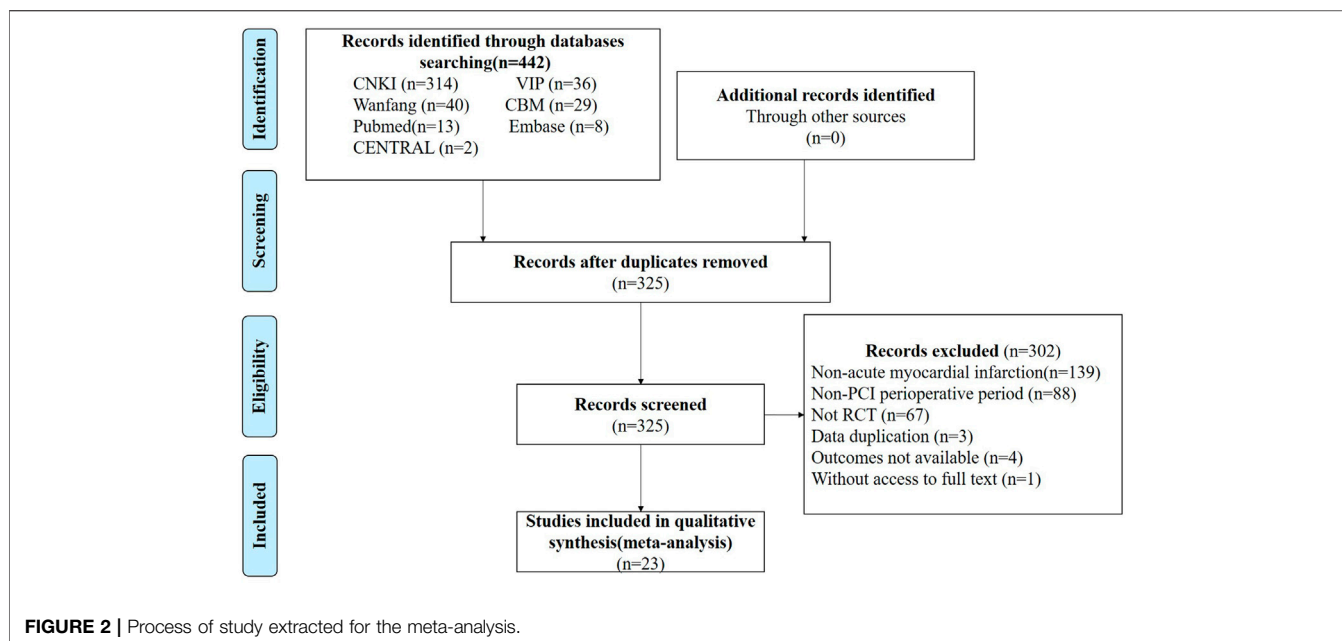 Identification
Records identified through databases
searching(n=442)
CNKI (n=314) VIP (n=36)
Wanfang (n=40) CBM (n=29)
Pubmed(n=13) Embase (n=8)
CENTRAL (n=2)
Additional records identified
Through other sources
(n=0)
Screening
Records after duplicates removed
(n=325)
Eligibility
Records screened
(n=325)
Records excluded (n=302)
Non-acute myocardial infarction(n=139)
Non-PCI perioperative period (n=88)
Not RCT (n=67)
Data duplication (n=3)
Outcomes not available (n=4)
Without access to full text (n=1)
Included
Studies included in qualitative
synthesis(meta-analysis)
(n=23)
FIGURE 2 | Process of study extracted for the meta-analysis.